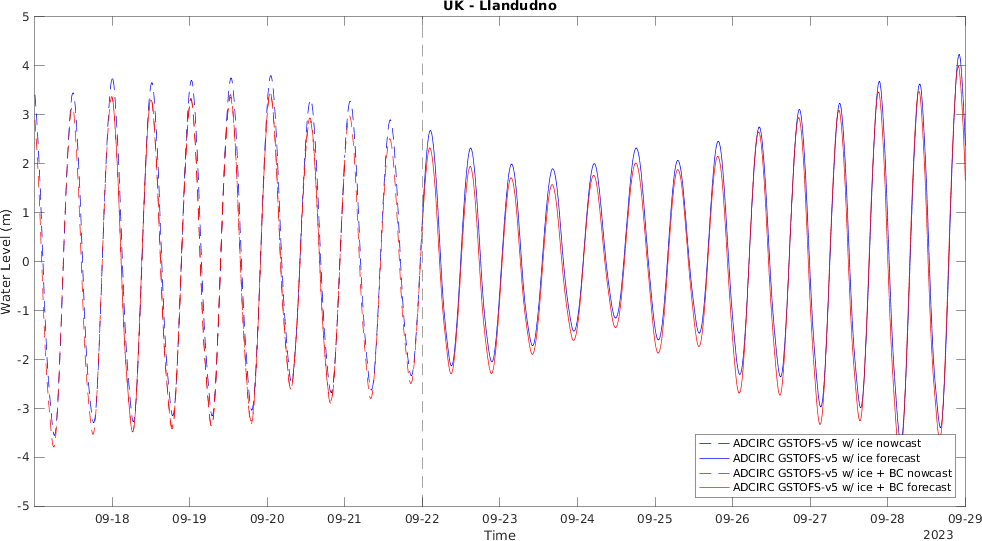 UK - Llandudno
5
4
3
2
1
0
-1
-2
-3
-4
-5
Water Level (m)
ADCIRC GSTOFS-v5 w/ ice nowcast
ADCIRC GSTOFS-v5 w/ ice forecast
ADCIRC GSTOFS-v5 w/ ice + BC nowcast
ADCIRC GSTOFS-v5 w/ ice + BC forecast
09-18 09-19 09-20 09-21 09-22 09-23 09-24 09-25 09-26 09-27 09-28 09-29
Time
2023